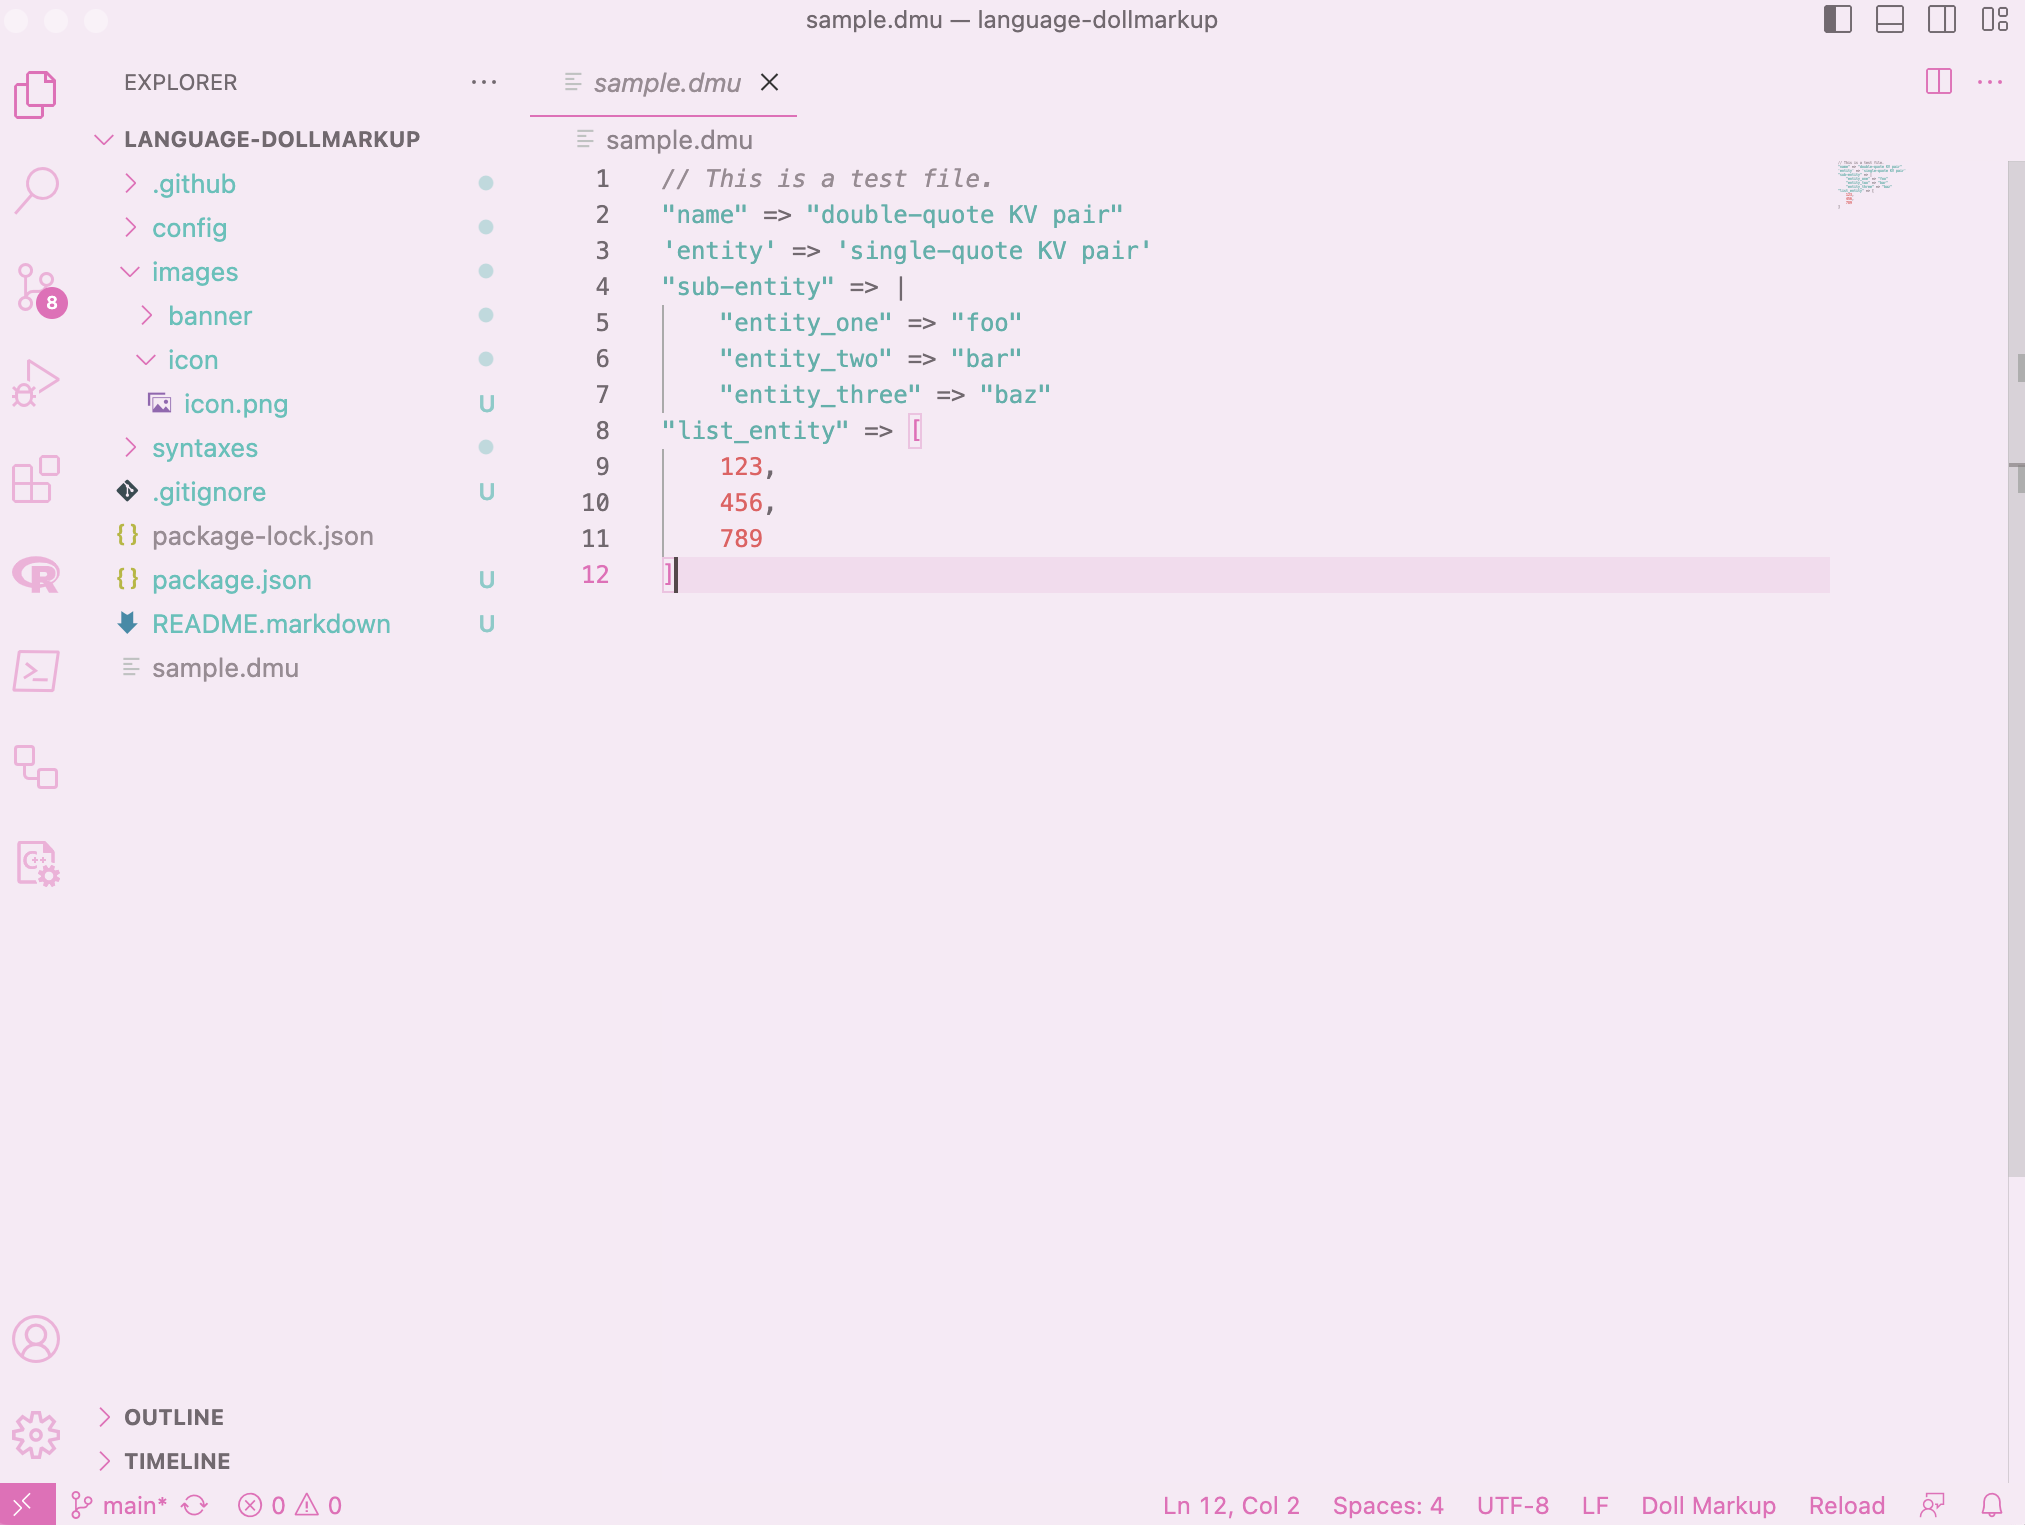 sample.dmu — language-dollmarkup
EXPLORER
LANGUAGE-DOLLMARKUP
.github
config
images
banner
icon
icon.png U
syntaxes
.gitignore U
package-lock.json
package.json U
README.markdown U
sample.dmu
OUTLINE
TIMELINE
8
sample.dmu
sample.dmu
1 // This is a test file.
2 "name" => "double-quote KV pair"
3 'entity' => 'single-quote KV pair'
4 "sub-entity" => |
5     "entity_one" => "foo"
6     "entity_two" => "bar"
7     "entity_three" => "baz"
8 "list_entity" => [
9     123,
10     456,
11     789
12 ]
main* 0 0 Ln 12, Col 2 Spaces: 4 UTF-8 LF Doll Markup Reload